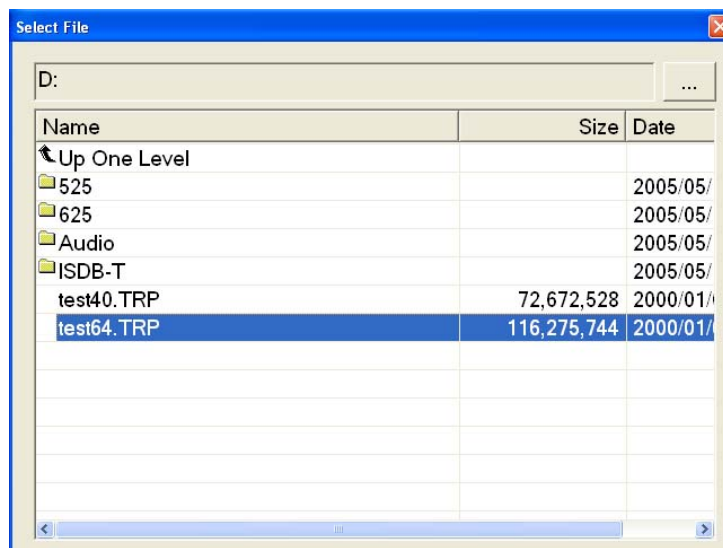 Select File
D:
...
Name Size Date
Up One Level
525 2005/05/
625 2005/05/
Audio 2005/05/
ISDB-T 2005/05/
test40.TRP 72,672,528 2000/01/
test64.TRP 116,275,744 2000/01/